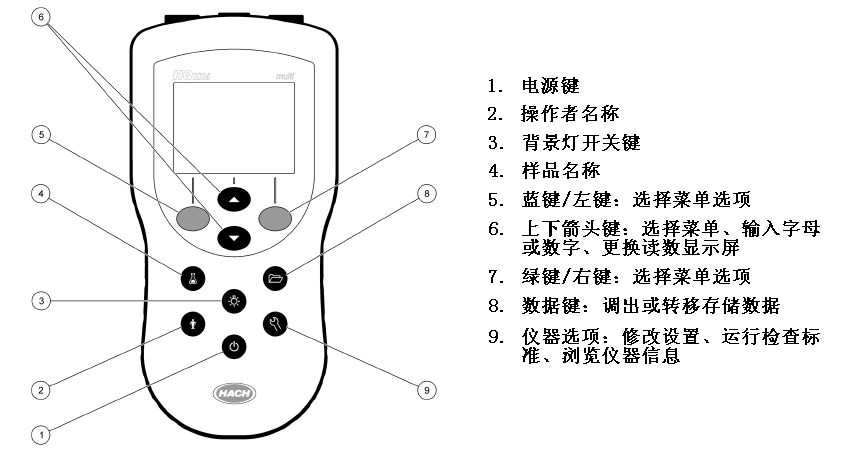 6
HQ
multi
5
7
4
8
3
2
9
1
HACH
1. 电源键
2. 操作者名称
3. 背景灯开关键
4. 样品名称
5. 蓝键/左键：选择菜单选项
6. 上下箭头键：选择菜单、输入字母
或数字、更换读数显示屏
7. 绿键/右键：选择菜单选项
8. 数据键：调出或转移存储数据
9. 仪器选项：修改设置、运行检查标
准、浏览仪器信息